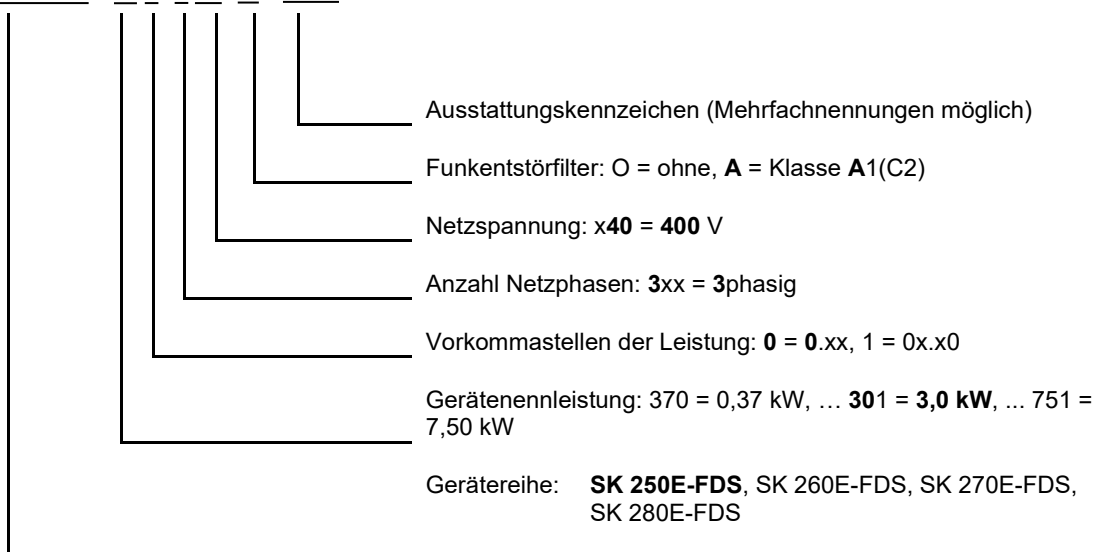 Ausstattungskennzeichen (Mehrfachnennungen möglich)
Funkentstörfilter: O = ohne, A = Klasse A1(C2)
Netzspannung: x40 = 400 V
Anzahl Netzphasen: 3xx = 3phasig
Vorkommastellen der Leistung: 0 = 0.xx, 1 = 0x.x0
Gerätenennleistung: 370 = 0,37 kW, … 301 = 3,0 kW, ... 751 =
7,50 kW
Gerätereihe: SK 250E-FDS, SK 260E-FDS, SK 270E-FDS,
SK 280E-FDS